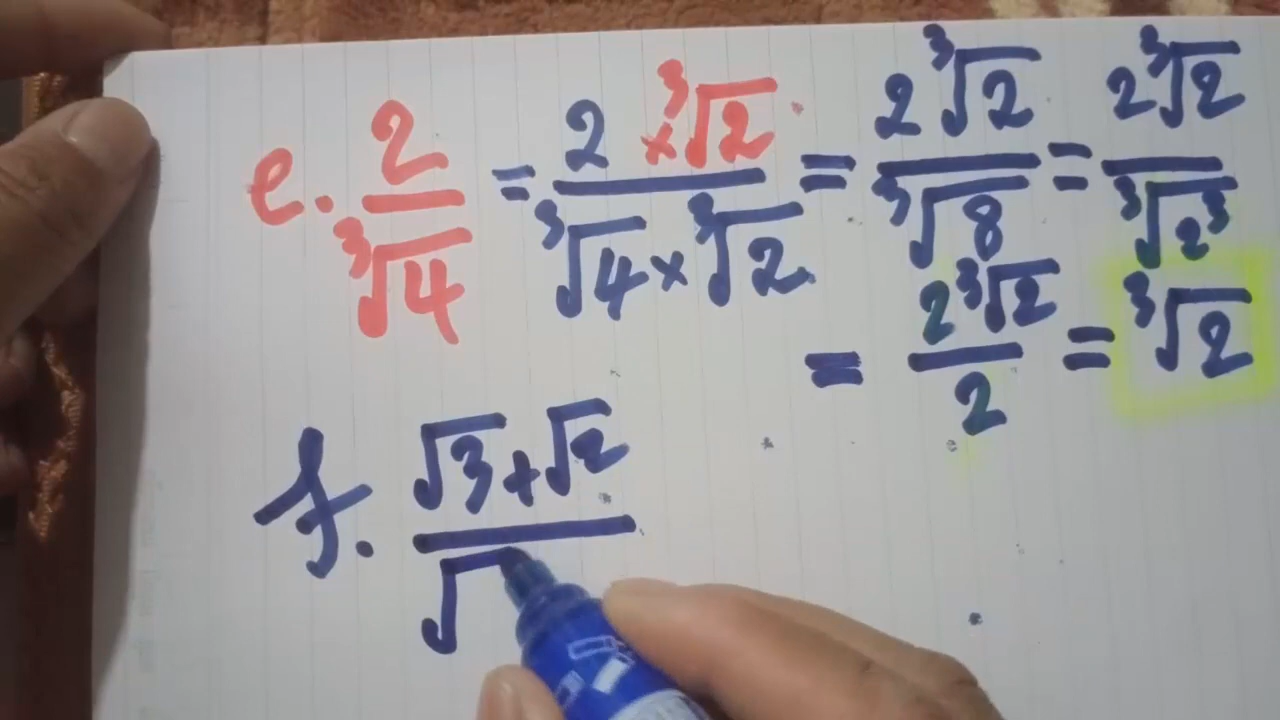 e. 2/∛4 = 2 ×∛2/∛4 × ∛2 = 2∛2/∛8 = 2∛2/∛2³
= 2∛2/2 = ∛2
f. √3+√2/√